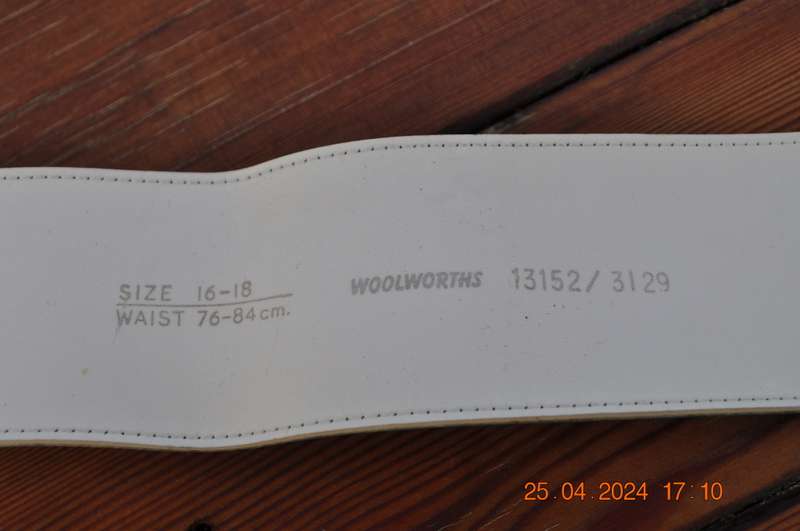 SIZE 16-18
WAIST 76-84cm.
WOOLWORTHS 13152/3129
25.04.2024 17:10